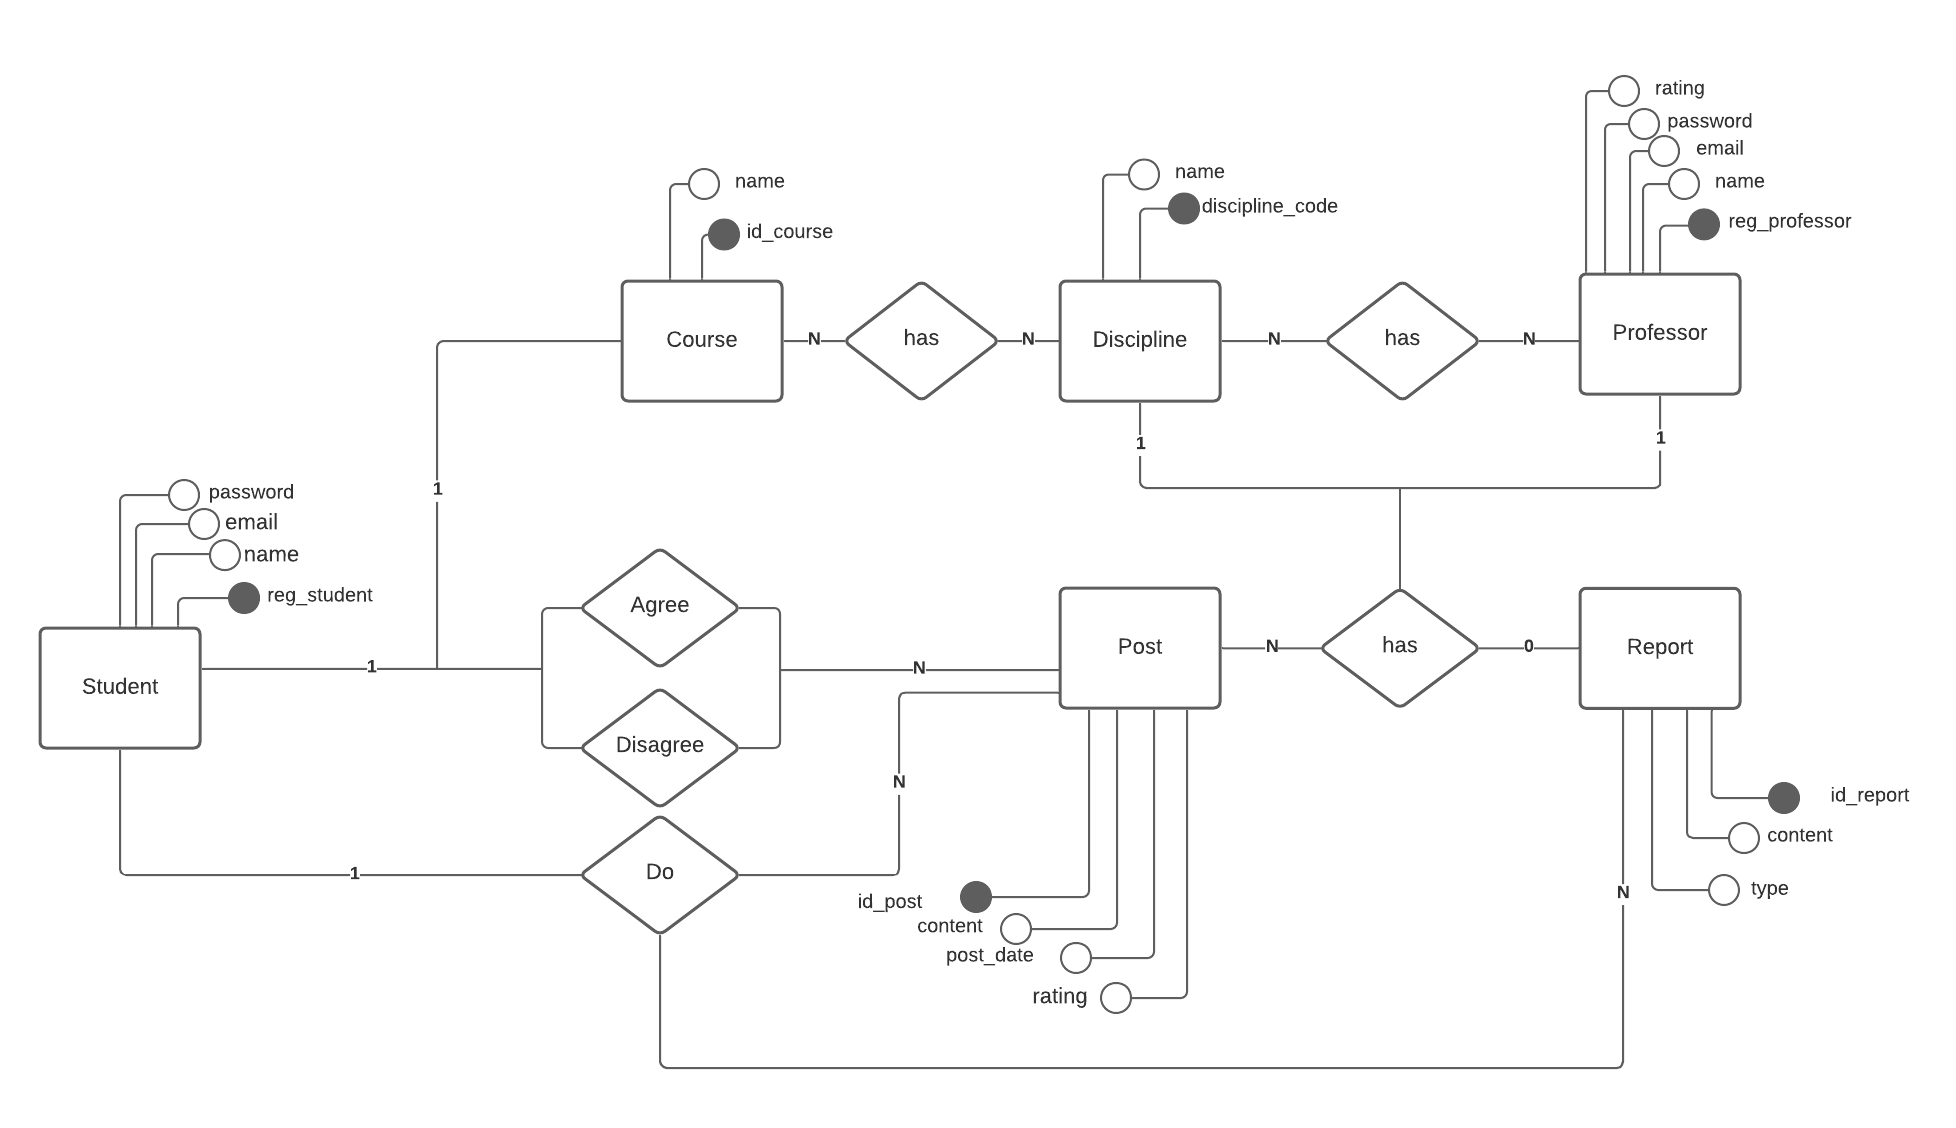 rating
password
email
name
reg_professor
name
discipline_code
name
id_course
Course
N
has
N
Discipline
N
has
N
Professor
1
1
1
password
email
name
reg_student
Student
1
Agree
Disagree
N
Post
N
has
0
Report
N
1
Do
id_post
content
post_date
rating
N
id_report
content
type